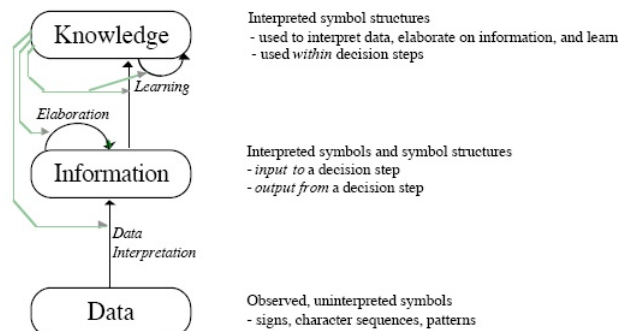 Knowledge
Interpreted symbol structures
- used to interpret data, elaborate on information, and learn
- used within decision steps
Learning
Elaboration
Information
Interpreted symbols and symbol structures
- input to a decision step
- output from a decision step
Data
Interpretation
Data
Observed, uninterpreted symbols
- signs, character sequences, patterns